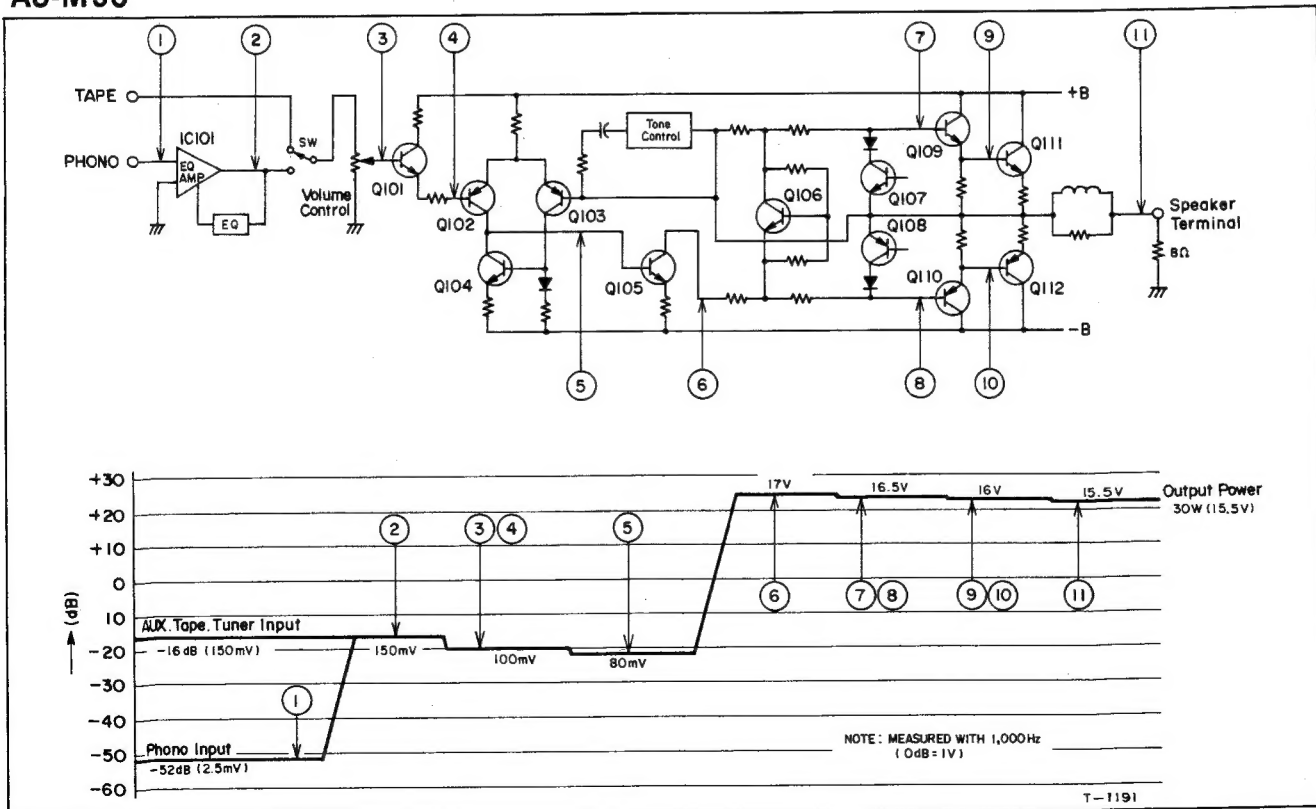 AU-M30
1 2 3 4 7 9 11
TAPE
PHONO
IC101
EQ AMP
EQ
SW
Volume Control
Q101
Q102
Q103
Q104
Q105
Tone Control
Q106
Q107
Q108
Q109
Q110
Q111
Q112
+B
-B
Speaker Terminal
8Ω
5 6 8 10
+30
+20
+10
0
10
-20
-30
-40
-50
-60
(dB)
AUX. Tape. Tuner Input
-16dB (150mV)
Phono Input
-52dB (2.5mV)
1
2
150mV
3 4
100mV
5
80mV
17V
16.5V
16V
15.5V
6
7 8
9 10
11
Output Power
30W (15.5V)
NOTE : MEASURED WITH 1,000Hz
(0dB = 1V)
T-1191